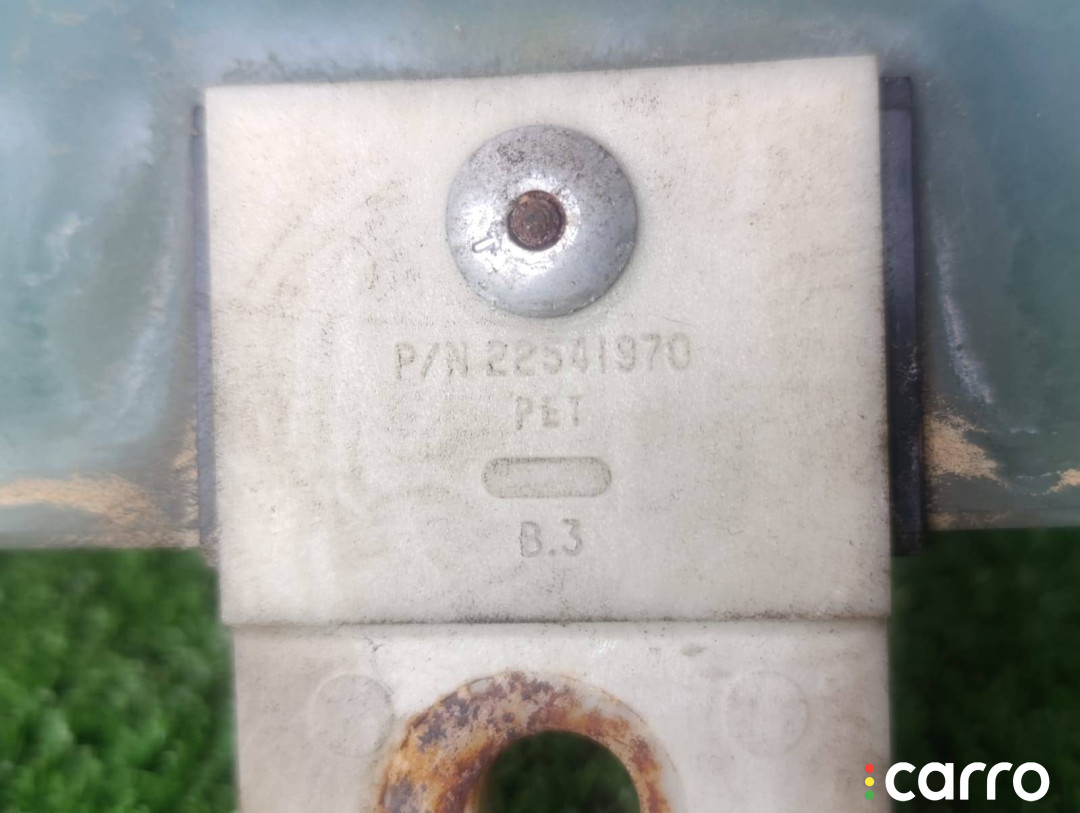 P/N 22541970
PET
B.3
carro